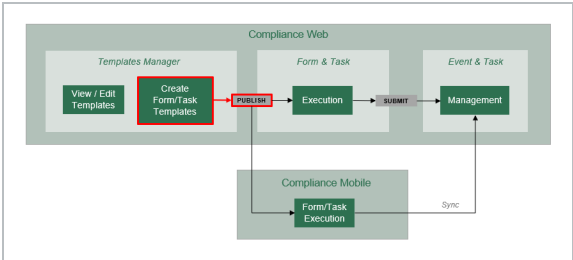 Compliance Web
Templates Manager
Form & Task
Event & Task
View / Edit
Templates
Create
Form/Task
Templates
PUBLISH
Execution
SUBMIT
Management
Compliance Mobile
Form/Task
Execution
Sync